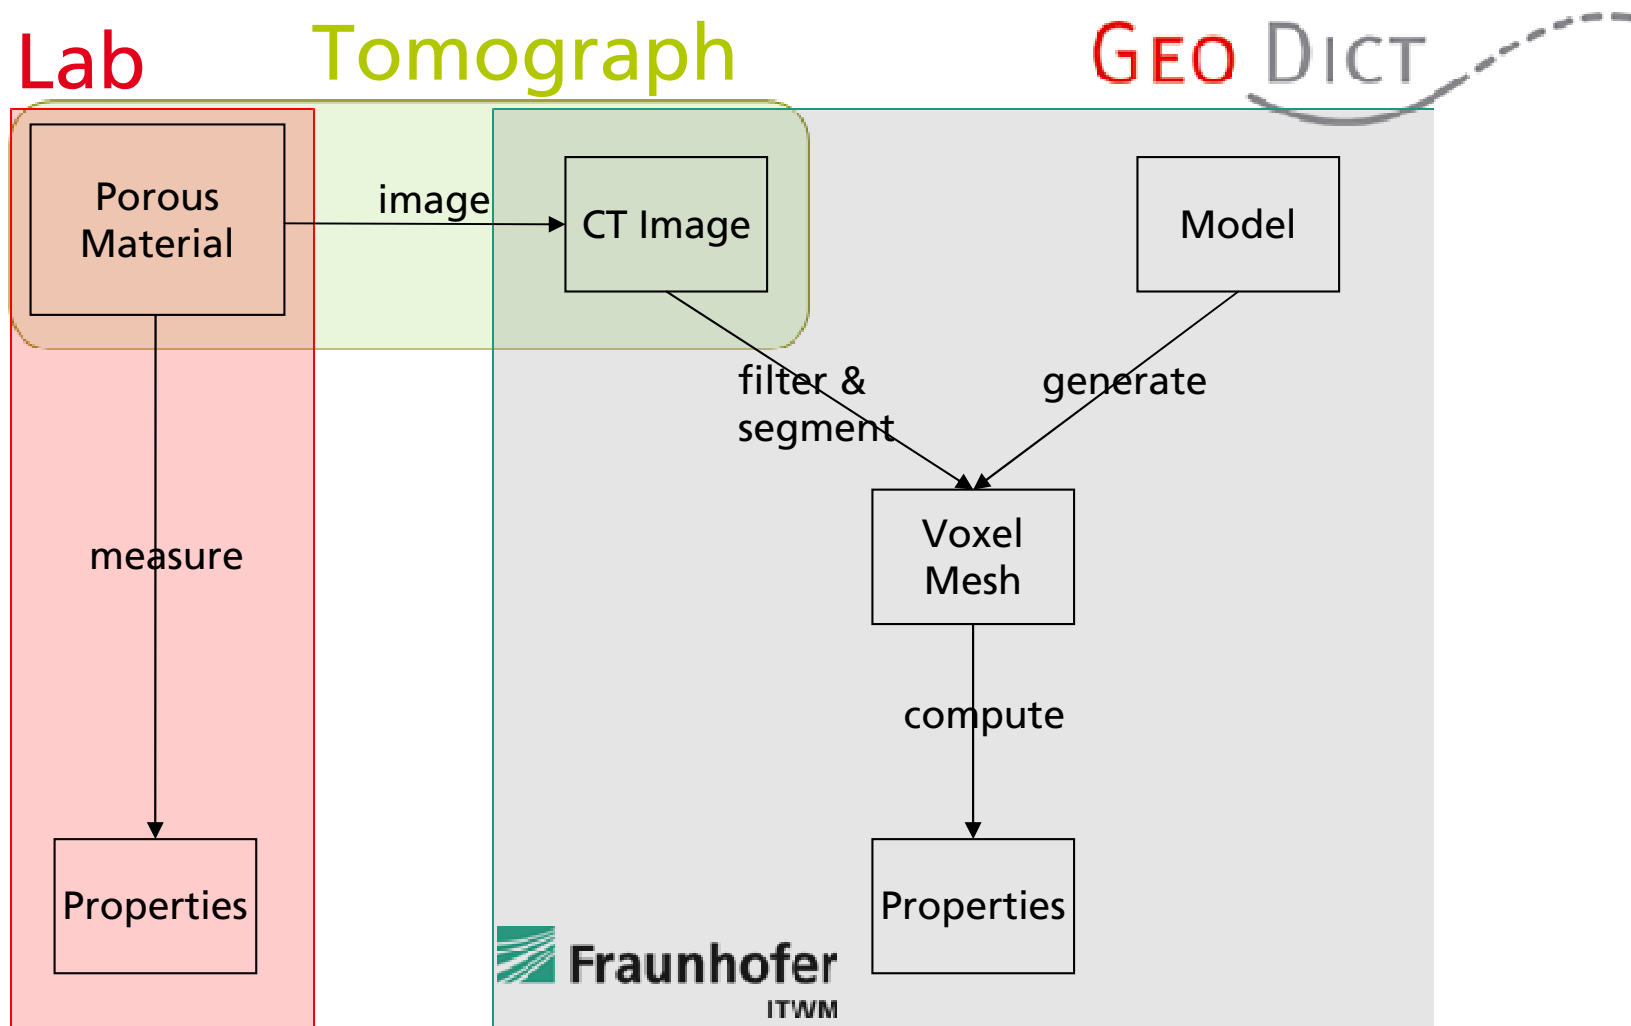 Lab
Tomograph
GEO DICT
Porous
Material
image
CT Image
Model
filter &
segment
generate
measure
Voxel
Mesh
compute
Properties
Properties
Fraunhofer
ITWM